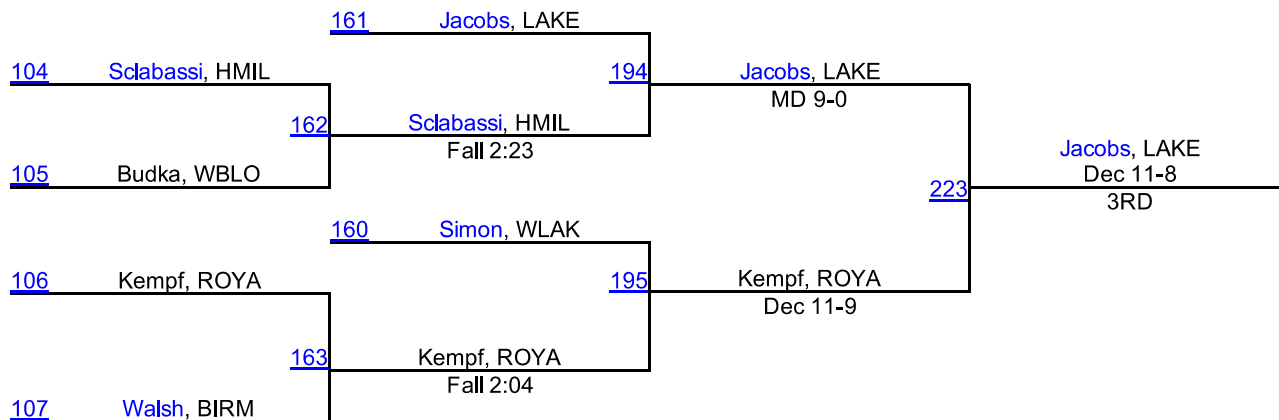 161 Jacobs, LAKE
104 Sclabassi, HMIL
194 Jacobs, LAKE
MD 9-0
162 Sclabassi, HMIL
Fall 2:23
105 Budka, WBLO
Jacobs, LAKE
Dec 11-8
223
3RD
160 Simon, WLAK
106 Kempf, ROYA
195 Kempf, ROYA
Dec 11-9
163 Kempf, ROYA
Fall 2:04
107 Walsh, BIRM